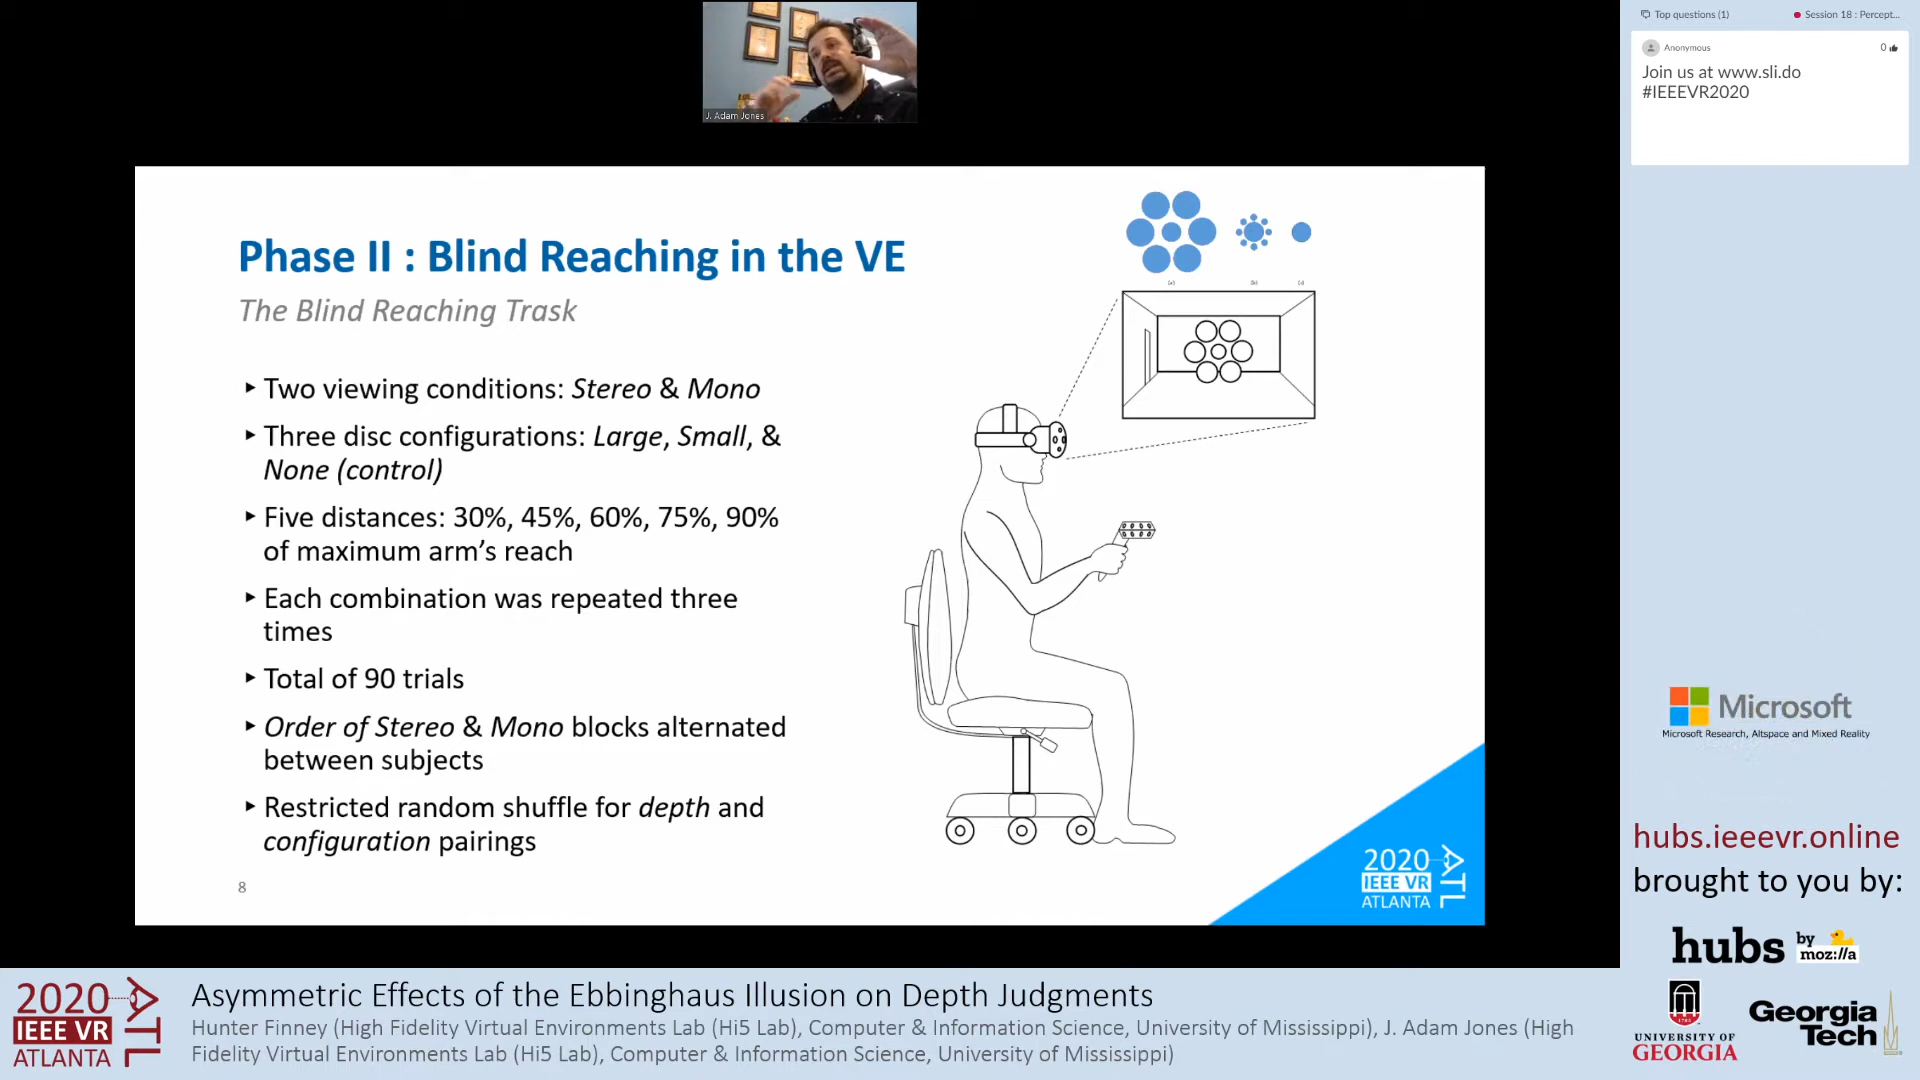 J. Adam Jones
Phase II : Blind Reaching in the VE
The Blind Reaching Trask
▸ Two viewing conditions: Stereo & Mono
▸ Three disc configurations: Large, Small, &
None (control)
▸ Five distances: 30%, 45%, 60%, 75%, 90%
of maximum arm's reach
▸ Each combination was repeated three
times
▸ Total of 90 trials
▸ Order of Stereo & Mono blocks alternated
between subjects
▸ Restricted random shuffle for depth and
configuration pairings
8
2020
IEEE VR
ATLANTA
ATL
Top questions (1)
Session 18 : Percept...
Anonymous
0
Join us at www.sli.do
#IEEEVR2020
Microsoft
Microsoft Research, Altspace and Mixed Reality
hubs.ieeevr.online
brought to you by:
hubs by
moz://a
UNIVERSITY OF
GEORGIA
Georgia
Tech
2020
IEEE VR
ATLANTA
ATL
Asymmetric Effects of the Ebbinghaus Illusion on Depth Judgments
Hunter Finney (High Fidelity Virtual Environments Lab (Hi5 Lab), Computer & Information Science, University of Mississippi), J. Adam Jones (High
Fidelity Virtual Environments Lab (Hi5 Lab), Computer & Information Science, University of Mississippi)